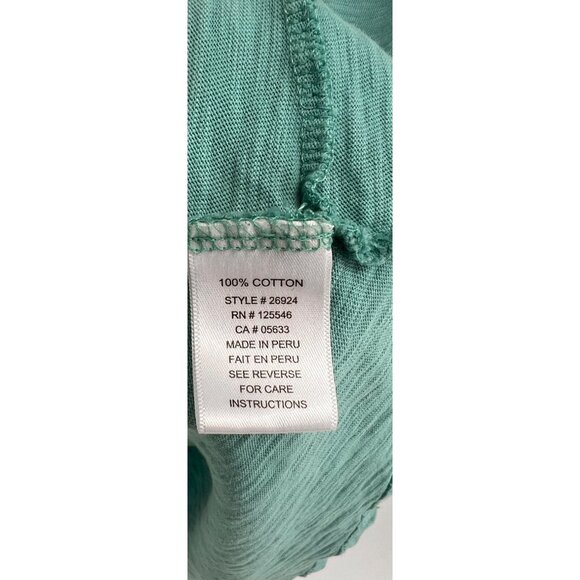 100% COTTON
STYLE # 26924
RN # 125546
CA # 05633
MADE IN PERU
FAIT EN PERU
SEE REVERSE
FOR CARE
INSTRUCTIONS